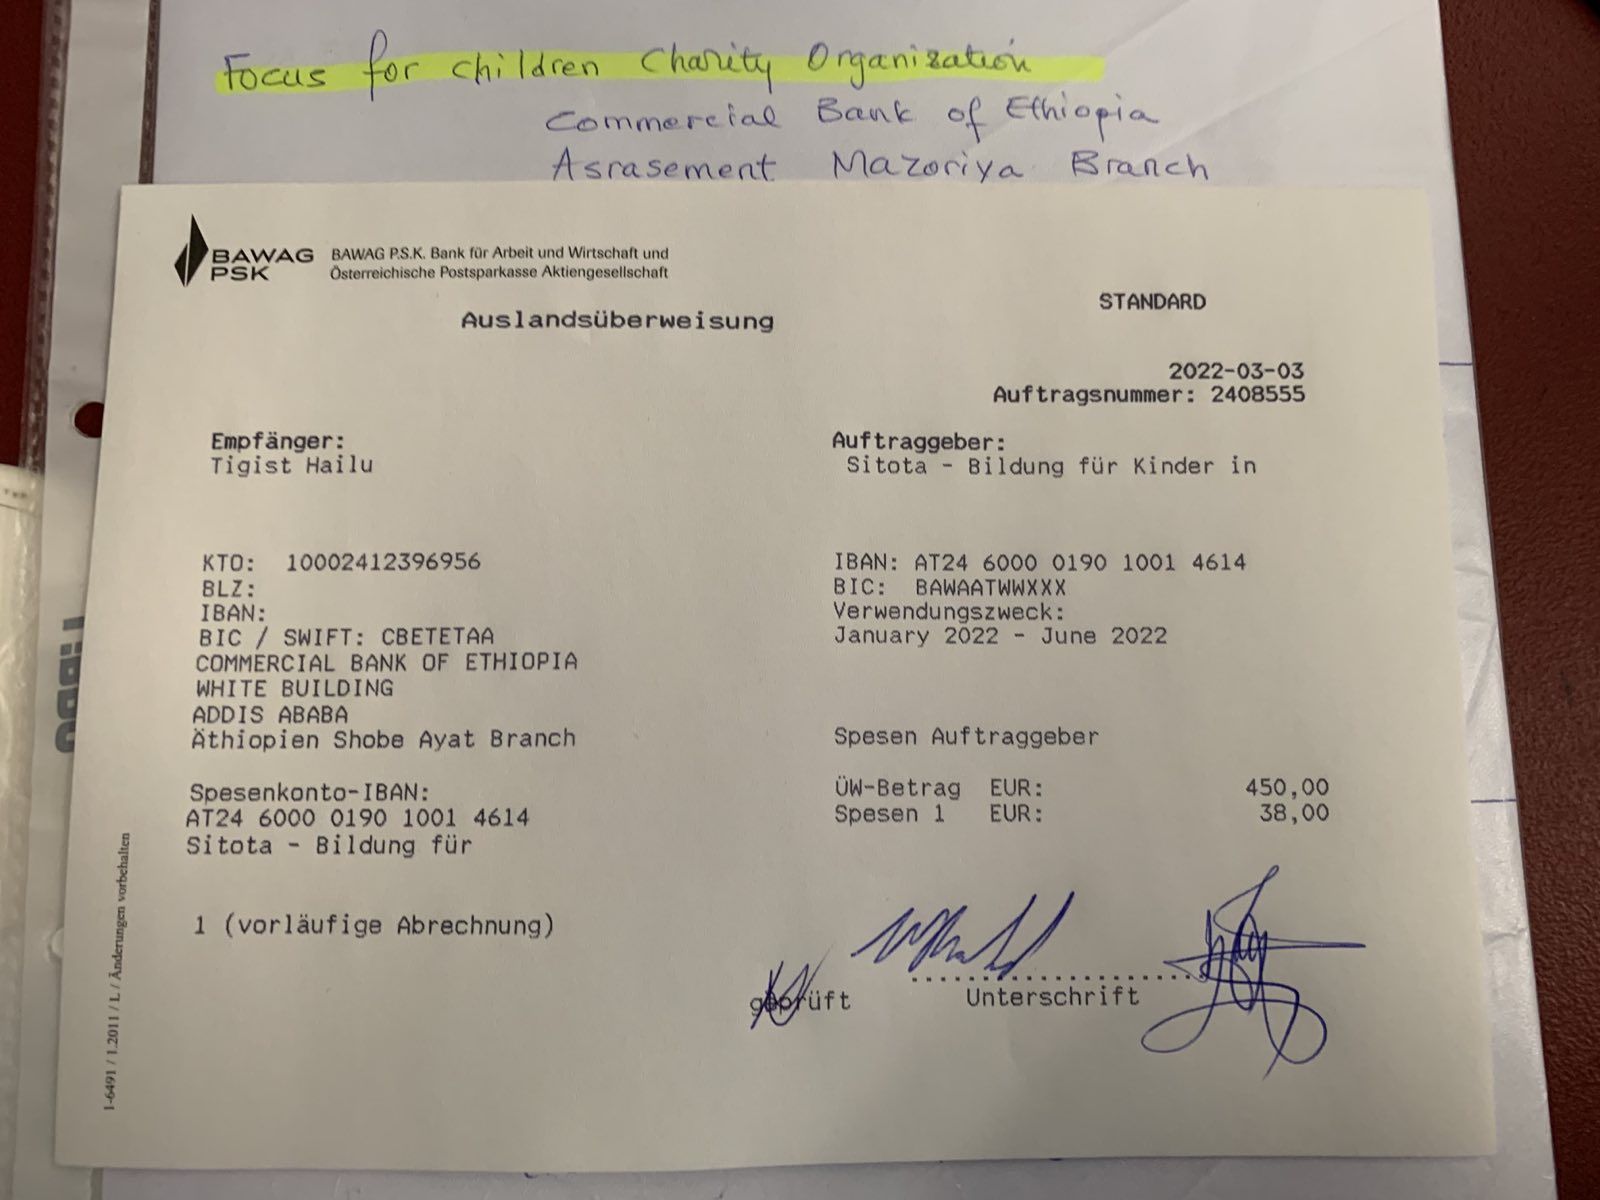 Focus for children Charity Organization
Commercial Bank of Ethiopia
Asrasement Mazoriya Branch
BAWAG
PSK
BAWAG P.S.K. Bank für Arbeit und Wirtschaft und
Österreichische Postsparkasse Aktiengesellschaft
STANDARD
Auslandsüberweisung
2022-03-03
Auftragsnummer: 2408555
Empfänger:
Tigist Hailu
Auftraggeber:
Sitota - Bildung für Kinder in
KTO: 10002412396956
BLZ:
IBAN:
BIC / SWIFT: CBETETAA
COMMERCIAL BANK OF ETHIOPIA
WHITE BUILDING
ADDIS ABABA
Äthiopien Shobe Ayat Branch
IBAN: AT24 6000 0190 1001 4614
BIC: BAWAATWWXXX
Verwendungszweck:
January 2022 - June 2022
Spesen Auftraggeber
Spesenkonto-IBAN:
AT24 6000 0190 1001 4614
Sitota - Bildung für
ÜW-Betrag EUR: 450,00
Spesen 1 EUR: 38,00
1 (vorläufige Abrechnung)
geprüft
Unterschrift
1-6491 / 1.2011 / L / Änderungen vorbehalten